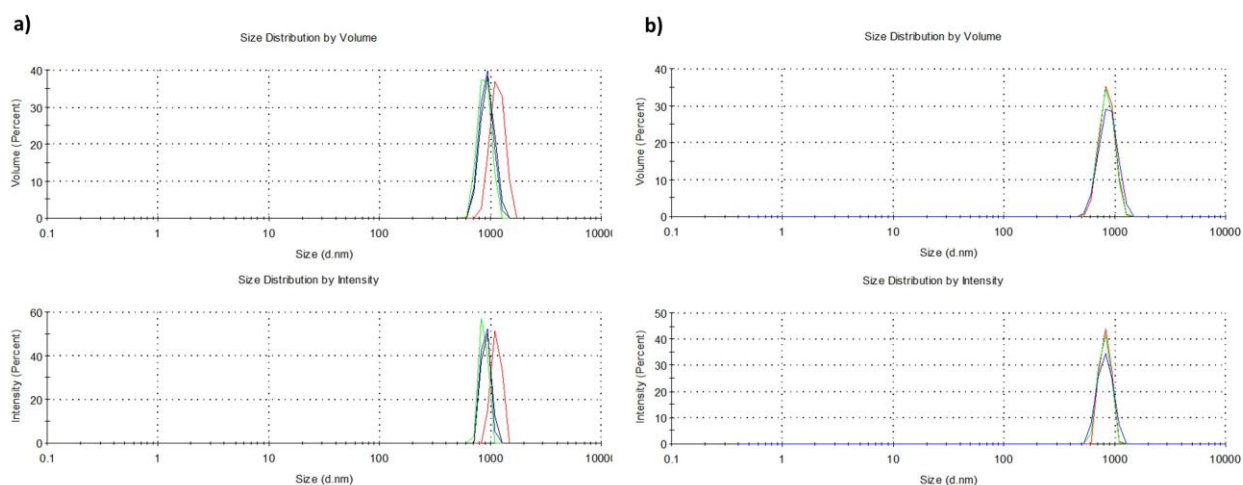 a)
Size Distribution by Volume
40
30
20
10
0
Volume (Percent)
0.1 1 10 100 1000 10000
Size (d.nm)
Size Distribution by Intensity
60
40
20
0
Intensity (Percent)
0.1 1 10 100 1000 1000
Size (d.nm)
b)
Size Distribution by Volume
40
30
20
10
0
Volume (Percent)
0.1 1 10 100 1000 10000
Size (d.nm)
Size Distribution by Intensity
50
40
30
20
10
0
Intensity (Percent)
0.1 1 10 100 1000 10000
Size (d.nm)